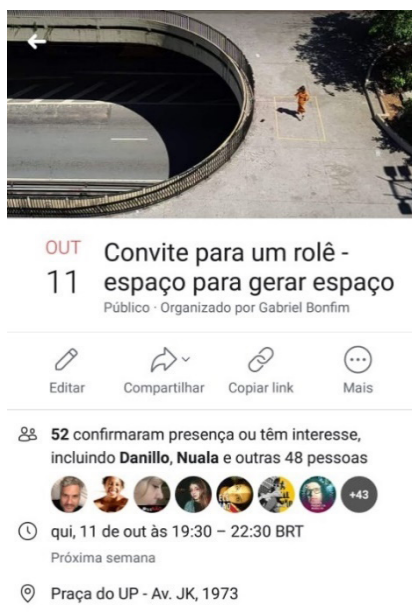 OUT
11
Convite para um rolê -
espaço para gerar espaço
Público · Organizado por Gabriel Bonfim
Editar
Compartilhar
Copiar link
Mais
52 confirmaram presença ou têm interesse,
incluindo Danillo, Nuala e outras 48 pessoas
+43
qui, 11 de out às 19:30 – 22:30 BRT
Próxima semana
Praça do UP - Av. JK, 1973